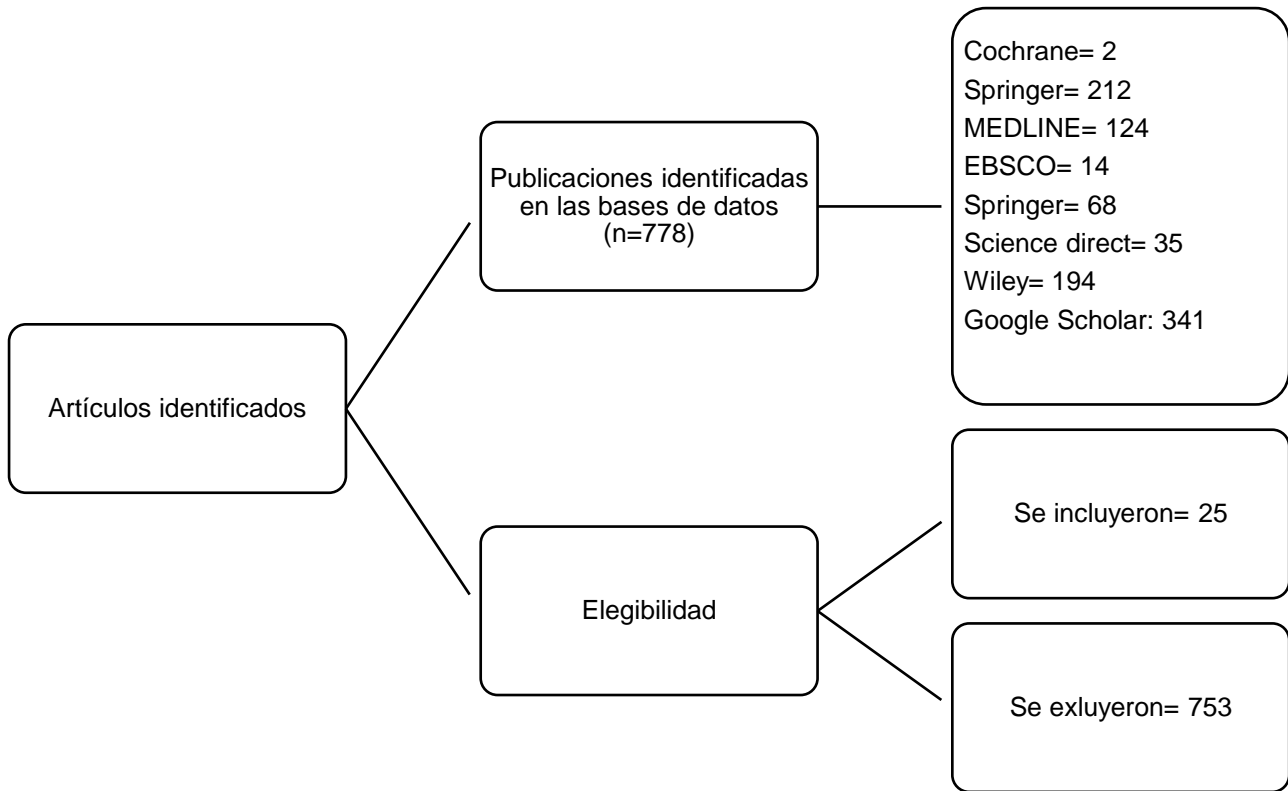 Artículos identificados
Publicaciones identificadas
en las bases de datos
(n=778)
Cochrane= 2
Springer= 212
MEDLINE= 124
EBSCO= 14
Springer= 68
Science direct= 35
Wiley= 194
Google Scholar: 341
Elegibilidad
Se incluyeron= 25
Se exluyeron= 753